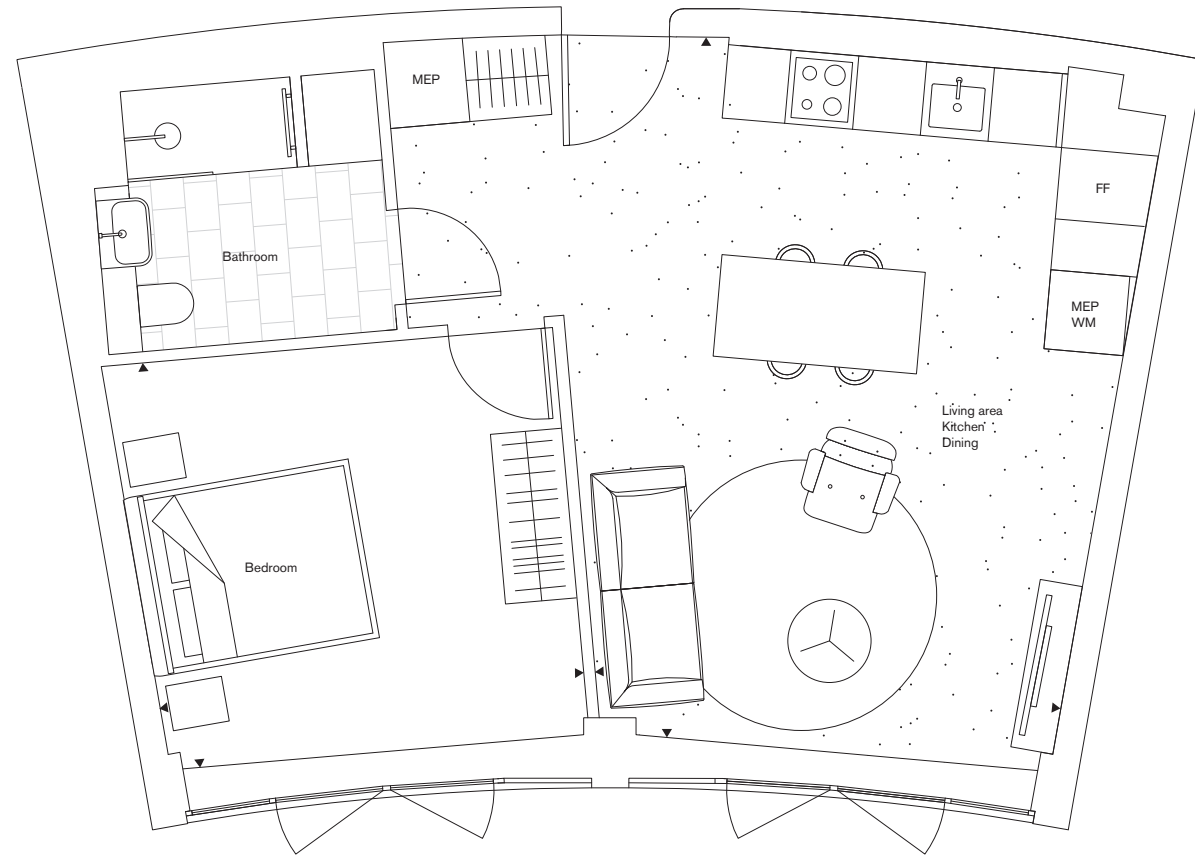 MEP
FF
Bathroom
MEP
WM
Living area
Kitchen
Dining
Bedroom